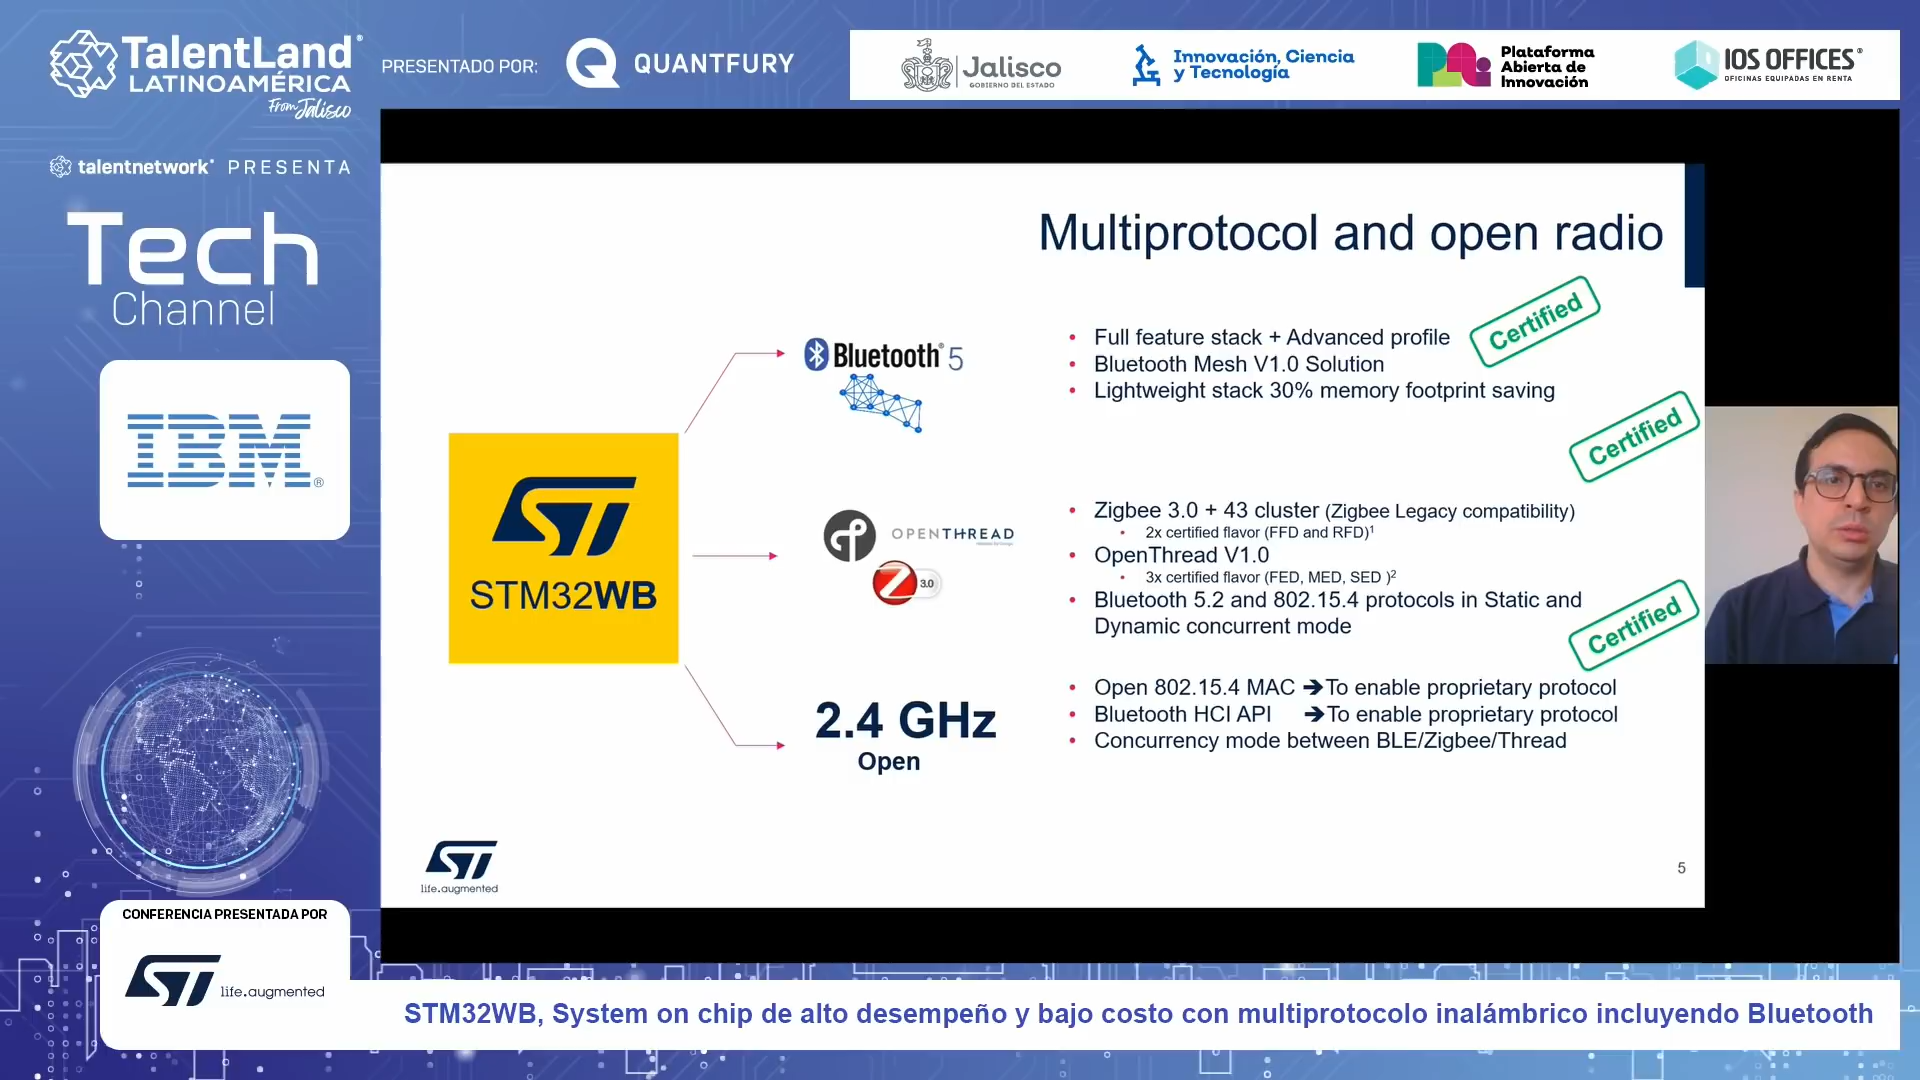 TalentLand®
LATINOAMÉRICA
From Jalisco
PRESENTADO POR:
QUANTFURY
Jalisco
GOBIERNO DEL ESTADO
Innovación, Ciencia
y Tecnología
Plataforma
Abierta de
Innovación
IOS OFFICES®
OFICINAS EQUIPADAS EN RENTA
talentnetwork® PRESENTA
Tech
Channel
IBM®
Multiprotocol and open radio
Bluetooth® 5
• Full feature stack + Advanced profile
• Bluetooth Mesh V1.0 Solution
• Lightweight stack 30% memory footprint saving
Certified
Certified
ST
STM32WB
OPENTHREAD
Z 3.0
• Zigbee 3.0 + 43 cluster (Zigbee Legacy compatibility)
• 2x certified flavor (FFD and RFD)¹
• OpenThread V1.0
• 3x certified flavor (FED, MED, SED )²
• Bluetooth 5.2 and 802.15.4 protocols in Static and
Dynamic concurrent mode
Certified
2.4 GHz
Open
• Open 802.15.4 MAC ➔To enable proprietary protocol
• Bluetooth HCI API ➔To enable proprietary protocol
• Concurrency mode between BLE/Zigbee/Thread
ST
life.augmented
5
CONFERENCIA PRESENTADA POR
ST life.augmented
STM32WB, System on chip de alto desempeño y bajo costo con multiprotocolo inalámbrico incluyendo Bluetooth